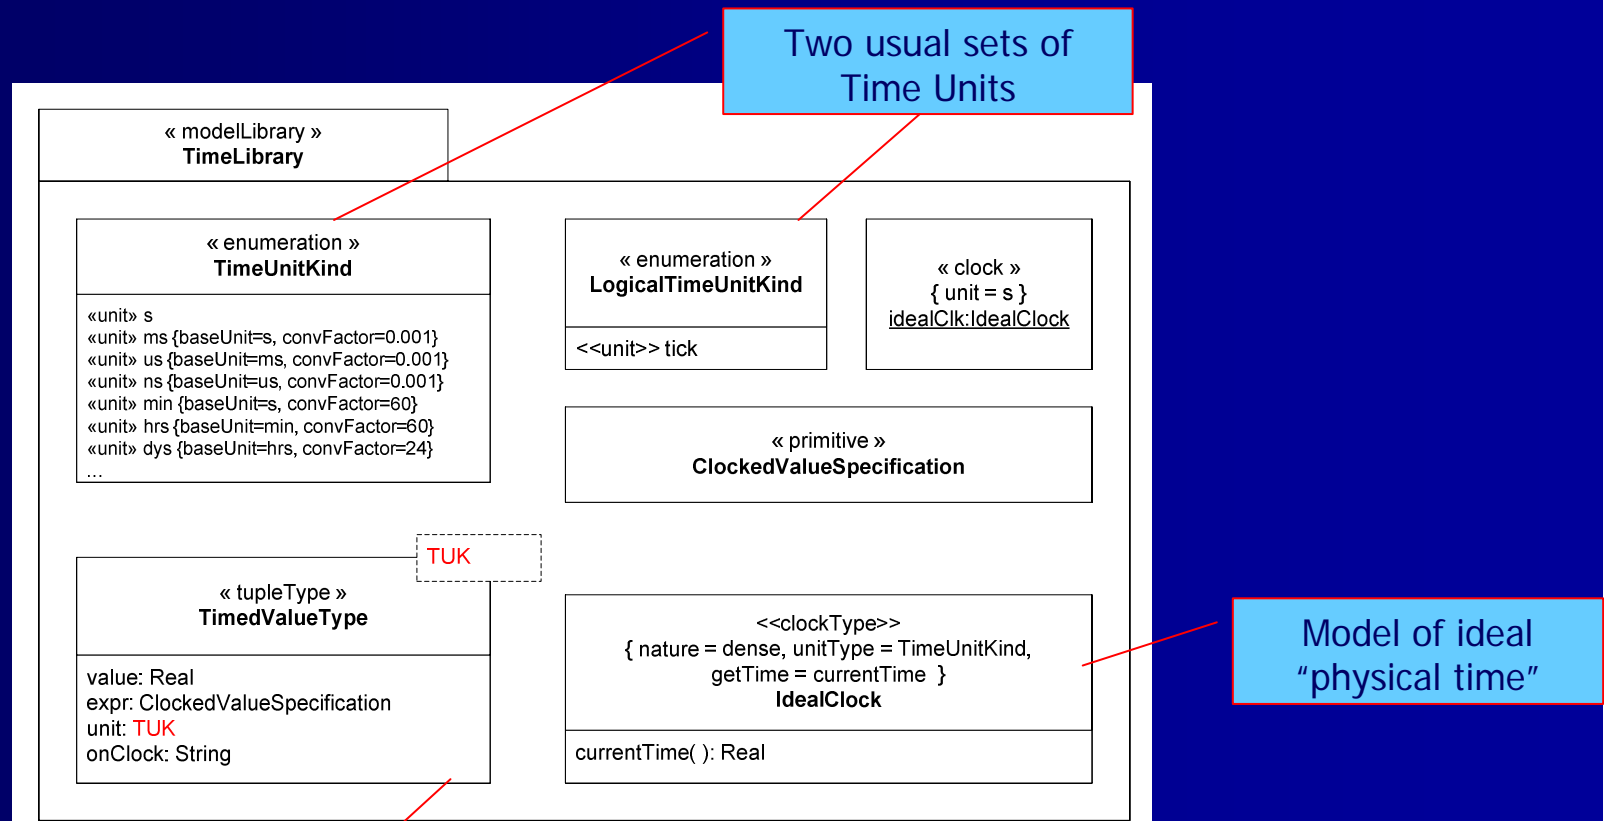 Two usual sets of
Time Units
« modelLibrary »
TimeLibrary
« enumeration »
TimeUnitKind
«unit» s
«unit» ms {baseUnit=s, convFactor=0.001}
«unit» us {baseUnit=ms, convFactor=0.001}
«unit» ns {baseUnit=us, convFactor=0.001}
«unit» min {baseUnit=s, convFactor=60}
«unit» hrs {baseUnit=min, convFactor=60}
«unit» dys {baseUnit=hrs, convFactor=24}
...
« enumeration »
LogicalTimeUnitKind
<<unit>> tick
« clock »
{ unit = s }
idealClk:IdealClock
« primitive »
ClockedValueSpecification
TUK
« tupleType »
TimedValueType
value: Real
expr: ClockedValueSpecification
unit: TUK
onClock: String
<<clockType>>
{ nature = dense, unitType = TimeUnitKind,
getTime = currentTime }
IdealClock
currentTime( ): Real
Model of ideal
“physical time”